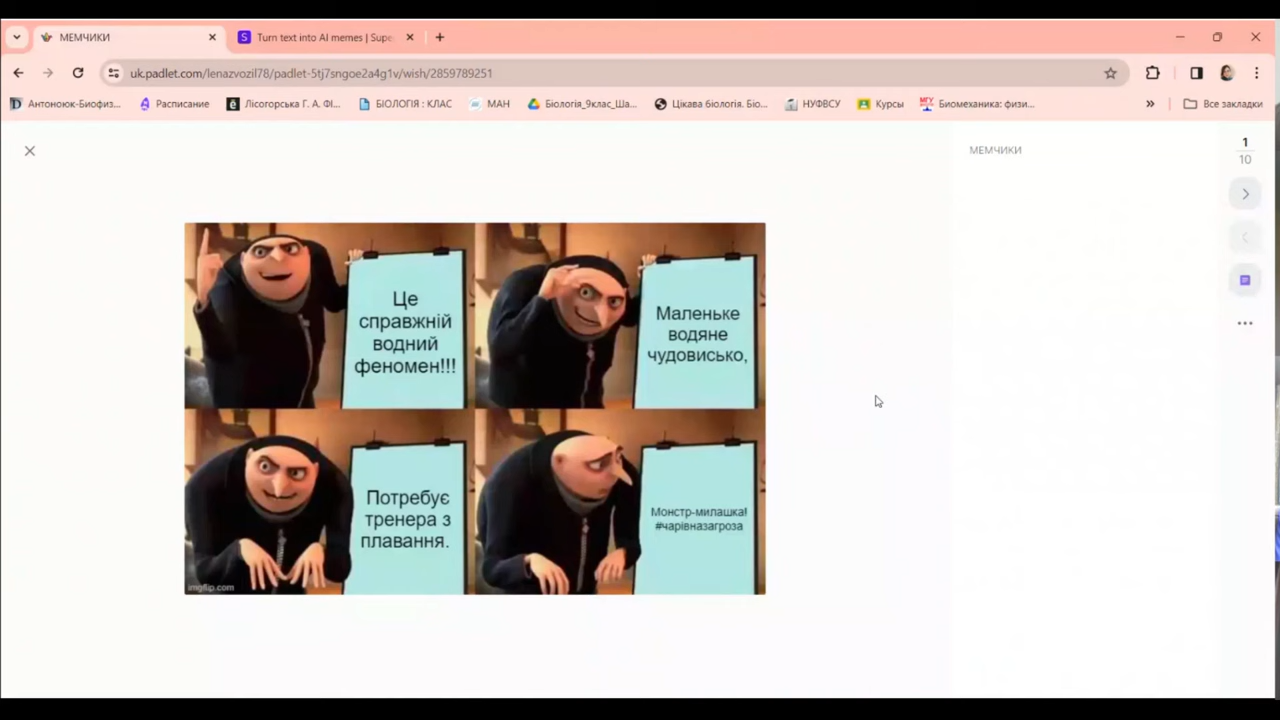 МЕМЧИКИ
Turn text into AI memes | Supe
uk.padlet.com/lenazvozil78/padlet-5tj7sngoe2a4g1v/wish/2859789251
Антонюк-Биофиз...
Расписание
Лісогорська Г. А. ФІ...
БІОЛОГІЯ : КЛАС
МАН
Біологія_9клас_Ша...
Цікава біологія. Біо...
НУФВСУ
Курсы
Биомеханика: физи...
»
Все закладки
МЕМЧИКИ
1
10
Це
справжній
водний
феномен!!!
Маленьке
водяне
чудовисько,
Потребує
тренера з
плавання.
Монстр-милашка!
#чарівназагроза
imgflip.com